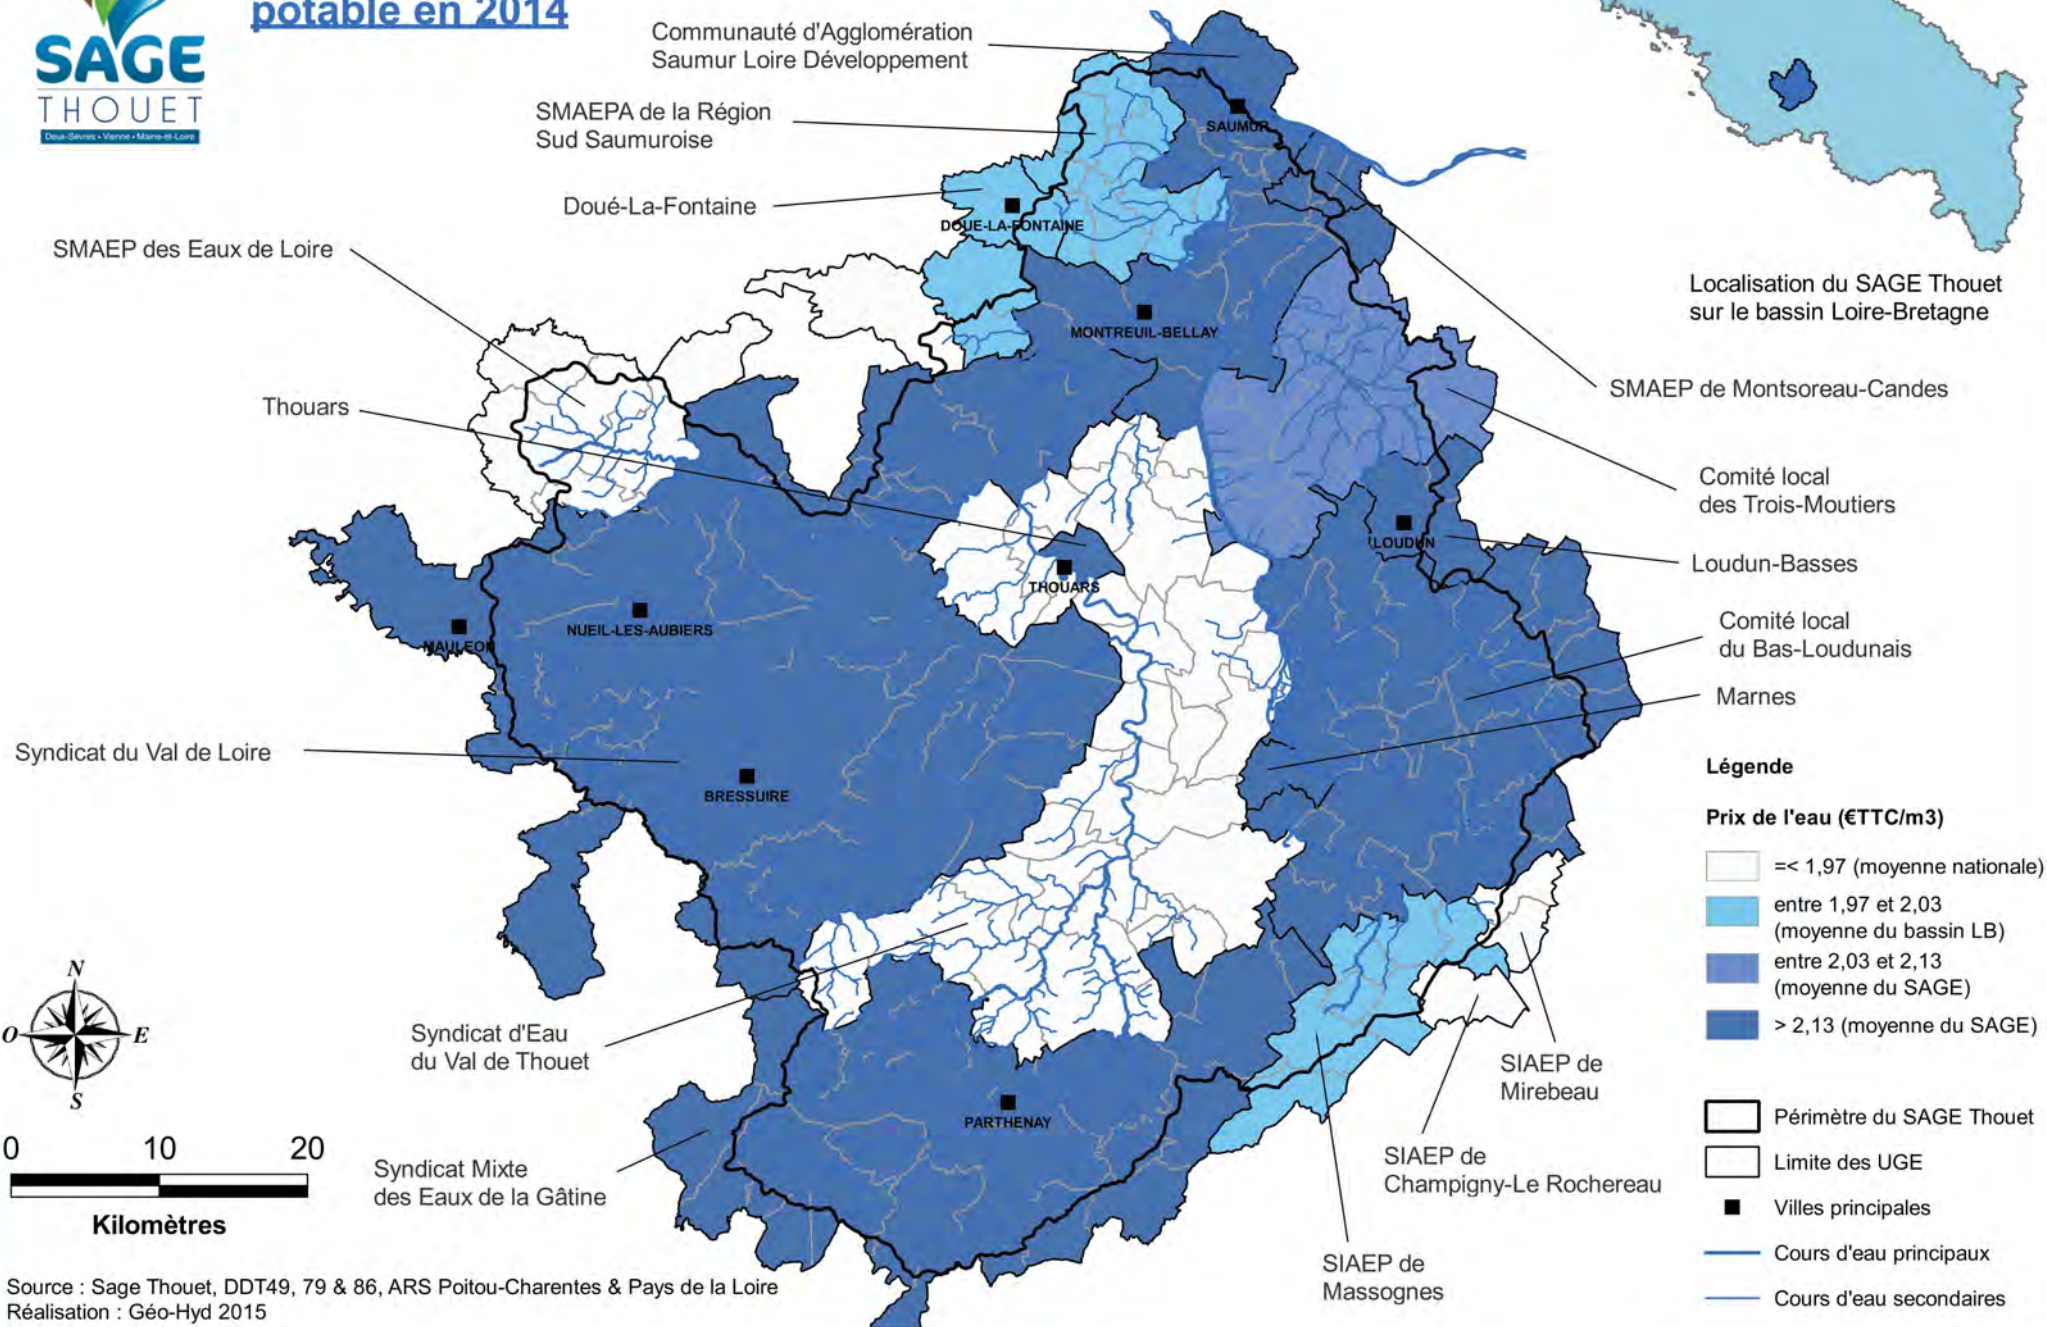 potable en 2014
SAGE
THOUET
Deux-Sèvres • Vienne • Maine-et-Loire
Communauté d'Agglomération
Saumur Loire Développement
SMAEPA de la Région
Sud Saumuroise
Doué-La-Fontaine
SMAEP des Eaux de Loire
Thouars
Syndicat du Val de Loire
SAUMUR
DOUE-LA-FONTAINE
MONTREUIL-BELLAY
LOUDUN
THOUARS
NUEIL-LES-AUBIERS
MAULEON
BRESSUIRE
PARTHENAY
Localisation du SAGE Thouet
sur le bassin Loire-Bretagne
SMAEP de Montsoreau-Candes
Comité local
des Trois-Moutiers
Loudun-Basses
Comité local
du Bas-Loudunais
Marnes
Légende
Prix de l'eau (€TTC/m3)
=< 1,97 (moyenne nationale)
entre 1,97 et 2,03
(moyenne du bassin LB)
entre 2,03 et 2,13
(moyenne du SAGE)
> 2,13 (moyenne du SAGE)
Périmètre du SAGE Thouet
Limite des UGE
Villes principales
Cours d'eau principaux
Cours d'eau secondaires
Syndicat d'Eau
du Val de Thouet
Syndicat Mixte
des Eaux de la Gâtine
SIAEP de
Mirebeau
SIAEP de
Champigny-Le Rochereau
SIAEP de
Massognes
N
O
E
S
0 10 20
Kilomètres
Source : Sage Thouet, DDT49, 79 & 86, ARS Poitou-Charentes & Pays de la Loire
Réalisation : Géo-Hyd 2015